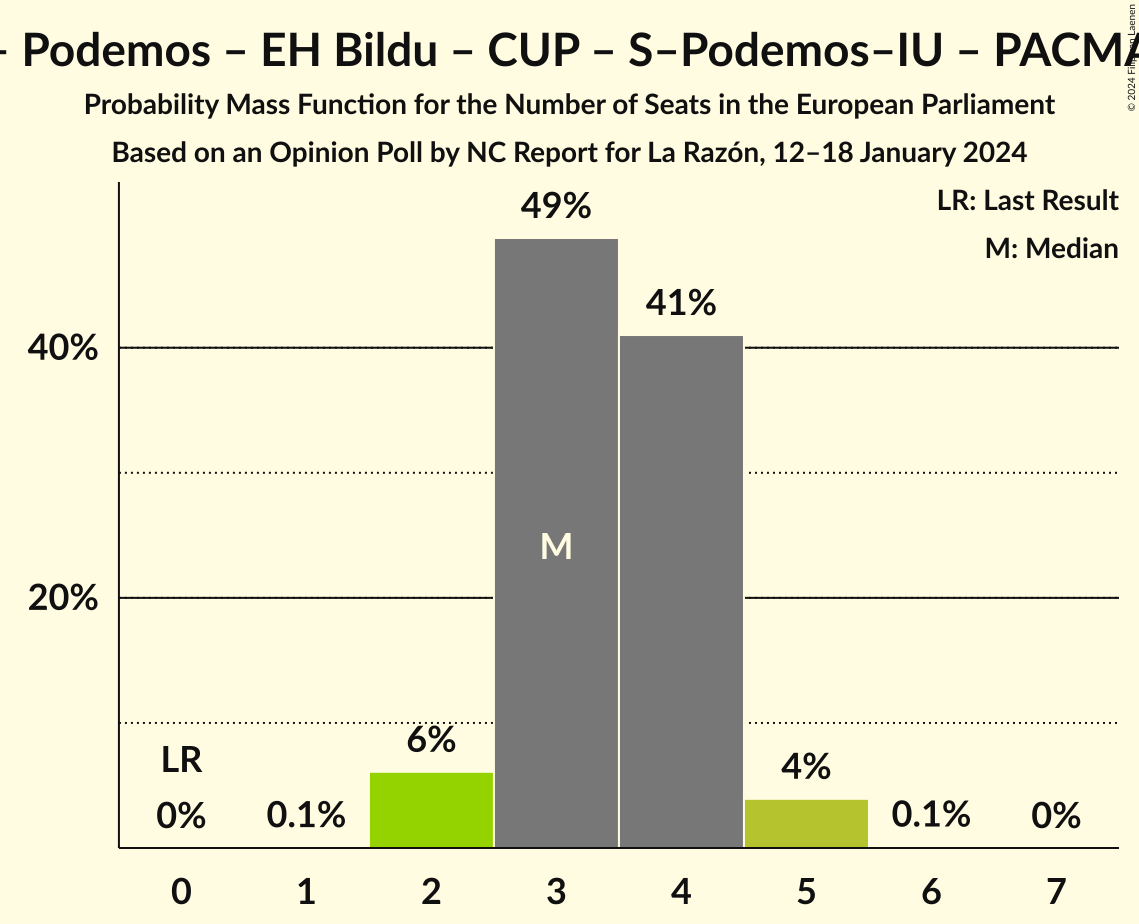 – Podemos – EH Bildu – CUP – S–Podemos–IU – PACMA
Probability Mass Function for the Number of Seats in the European Parliament
Based on an Opinion Poll by NC Report for La Razón, 12–18 January 2024
LR: Last Result
M: Median
49%
41%
40%
M
20%
6%
LR
4%
0%
0.1%
0.1%
0%
0 1 2 3 4 5 6 7
© 2024 Filip van Laenen